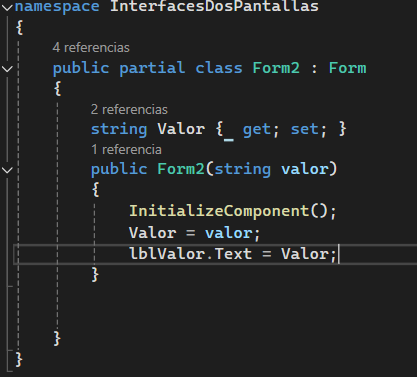 namespace InterfacesDosPantallas
{
4 referencias
public partial class Form2 : Form
{
2 referencias
string Valor { get; set; }
1 referencia
public Form2(string valor)
{
InitializeComponent();
Valor = valor;
lblValor.Text = Valor;
}
}
}